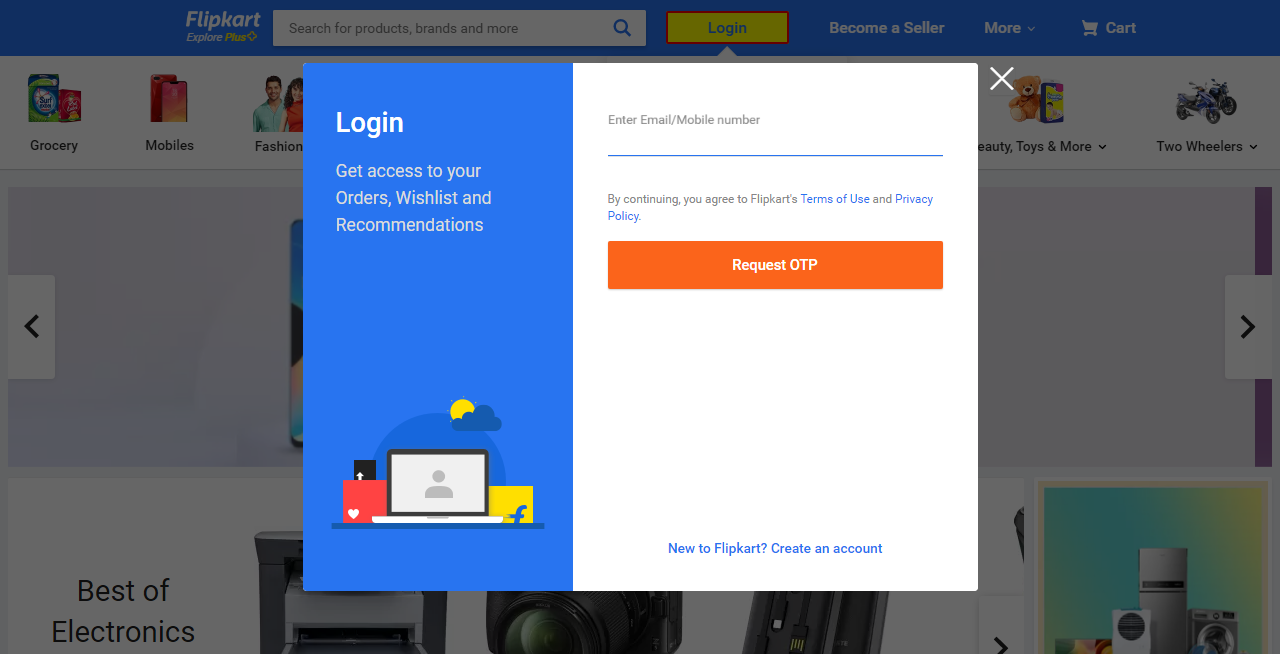 Flipkart
Explore Plus
Search for products, brands and more
Login
Become a Seller
More
Cart
Grocery
Mobiles
Fashion
eauty, Toys & More
Two Wheelers
Login
Get access to your
Orders, Wishlist and
Recommendations
Enter Email/Mobile number
By continuing, you agree to Flipkart's Terms of Use and Privacy
Policy.
Request OTP
New to Flipkart? Create an account
Best of
Electronics